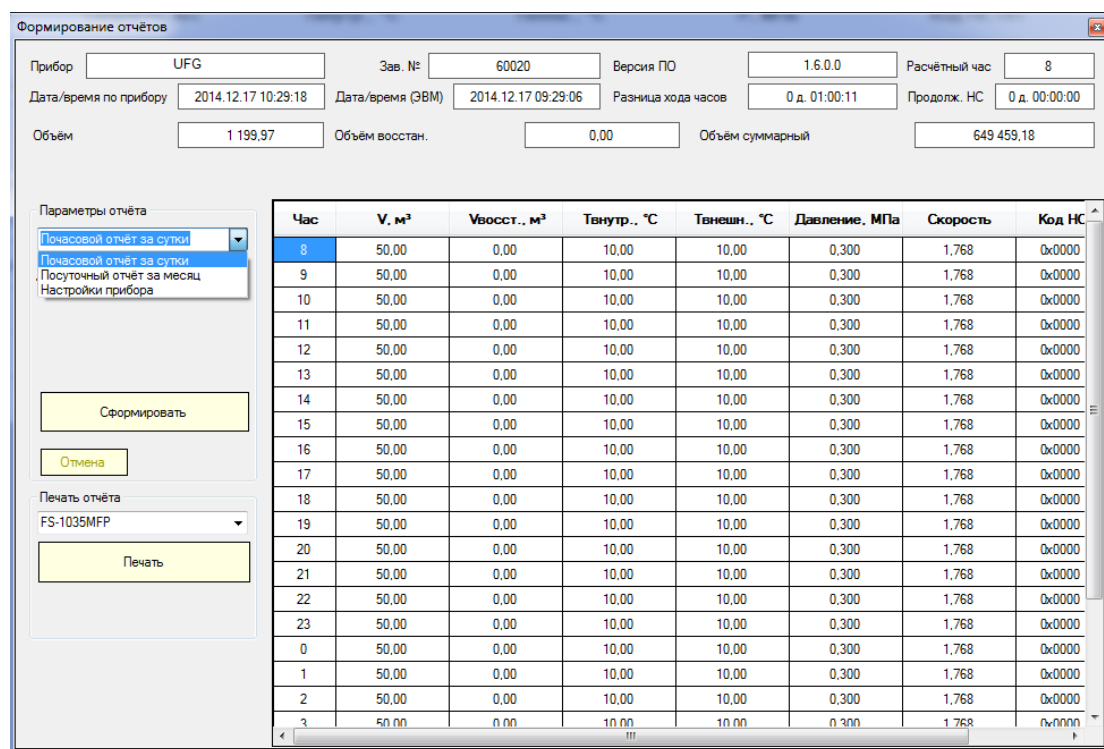 Формирование отчётов
Прибор UFG Зав. № 60020 Версия ПО 1.6.0.0 Расчётный час 8
Дата/время по прибору 2014.12.17 10:29:18 Дата/время (ЭВМ) 2014.12.17 09:29:06 Разница хода часов 0 д. 01:00:11 Продолж. НС 0 д. 00:00:00
Объём 1 199,97 Объём восстан. 0,00 Объём суммарный 649 459,18
Параметры отчёта
Почасовой отчёт за сутки
Почасовой отчёт за сутки
Посуточный отчёт за месяц
Настройки прибора
Сформировать
Отмена
Печать отчёта
FS-1035MFP
Печать
Час V, м³ Vвосст., м³ Tвнутр., °C Tвнешн., °C Давление, МПа Скорость Код НС
8 50,00 0,00 10,00 10,00 0,300 1,768 0x0000
9 50,00 0,00 10,00 10,00 0,300 1,768 0x0000
10 50,00 0,00 10,00 10,00 0,300 1,768 0x0000
11 50,00 0,00 10,00 10,00 0,300 1,768 0x0000
12 50,00 0,00 10,00 10,00 0,300 1,768 0x0000
13 50,00 0,00 10,00 10,00 0,300 1,768 0x0000
14 50,00 0,00 10,00 10,00 0,300 1,768 0x0000
15 50,00 0,00 10,00 10,00 0,300 1,768 0x0000
16 50,00 0,00 10,00 10,00 0,300 1,768 0x0000
17 50,00 0,00 10,00 10,00 0,300 1,768 0x0000
18 50,00 0,00 10,00 10,00 0,300 1,768 0x0000
19 50,00 0,00 10,00 10,00 0,300 1,768 0x0000
20 50,00 0,00 10,00 10,00 0,300 1,768 0x0000
21 50,00 0,00 10,00 10,00 0,300 1,768 0x0000
22 50,00 0,00 10,00 10,00 0,300 1,768 0x0000
23 50,00 0,00 10,00 10,00 0,300 1,768 0x0000
0 50,00 0,00 10,00 10,00 0,300 1,768 0x0000
1 50,00 0,00 10,00 10,00 0,300 1,768 0x0000
2 50,00 0,00 10,00 10,00 0,300 1,768 0x0000
3 50,00 0,00 10,00 10,00 0,300 1,768 0x0000